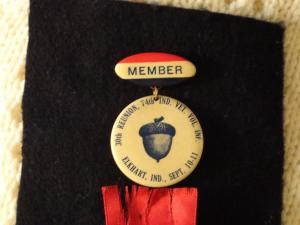 MEMBER
30th REUNION, 74th IND. VET. VOL. INF.
ELKHART, IND., SEPT. 10-11